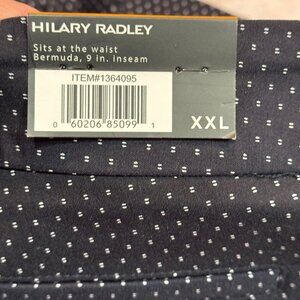 HILARY RADLEY
Sits at the waist
Bermuda, 9 in. inseam
ITEM#1364095
0 60206 85099 1
XXL